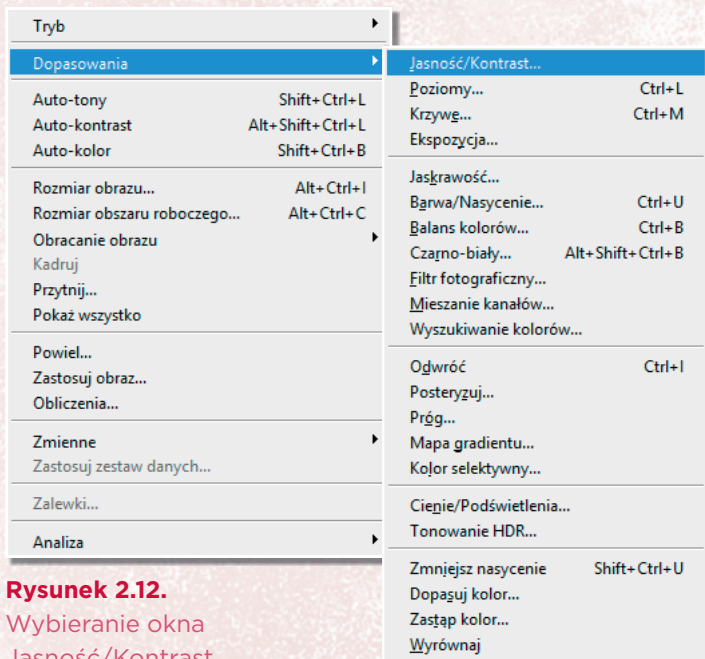 Tryb
Dopasowania
Auto-tony Shift+Ctrl+L
Auto-kontrast Alt+Shift+Ctrl+L
Auto-kolor Shift+Ctrl+B
Rozmiar obrazu... Alt+Ctrl+I
Rozmiar obszaru roboczego... Alt+Ctrl+C
Obracanie obrazu
Kadruj
Przytnij...
Pokaż wszystko
Powiel...
Zastosuj obraz...
Obliczenia...
Zmienne
Zastosuj zestaw danych...
Zalewki...
Analiza
Jasność/Kontrast...
Poziomy... Ctrl+L
Krzywę... Ctrl+M
Ekspozycja...
Jaskrawość...
Barwa/Nasycenie... Ctrl+U
Balans kolorów... Ctrl+B
Czarno-biały... Alt+Shift+Ctrl+B
Filtr fotograficzny...
Mieszanie kanałów...
Wyszukiwanie kolorów...
Odwróć Ctrl+I
Posteryzuj...
Próg...
Mapa gradientu...
Kolor selektywny...
Cienie/Podświetlenia...
Tonowanie HDR...
Zmniejsz nasycenie Shift+Ctrl+U
Dopasuj kolor...
Zastąp kolor...
Wyrównaj
Rysunek 2.12.
Wybieranie okna
Jasność/Kontrast